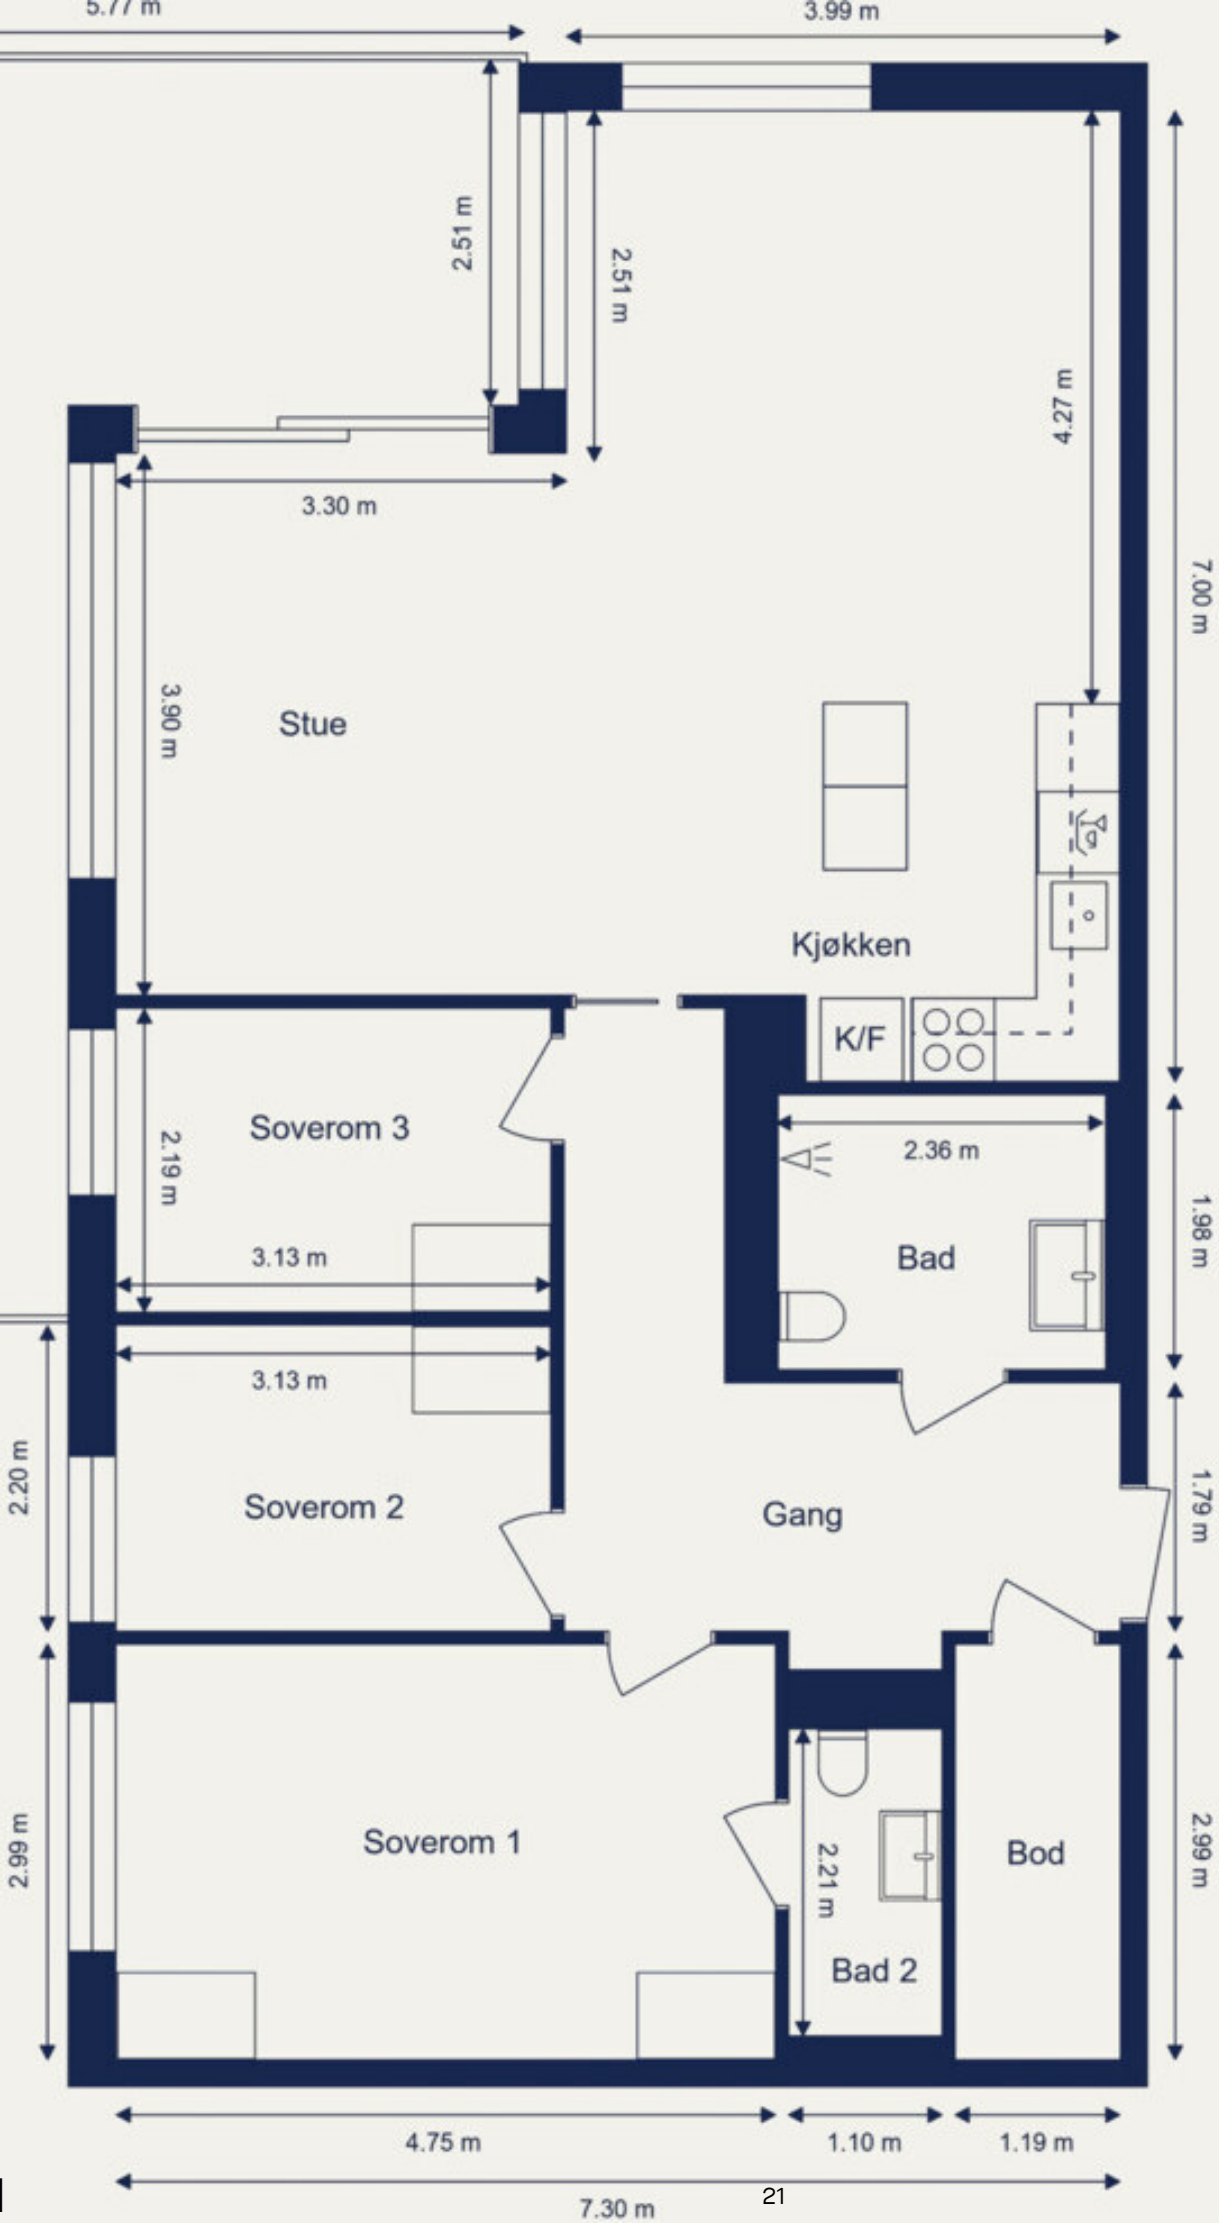 5.77 m
3.99 m
2.51 m
2.51 m
4.27 m
3.30 m
7.00 m
3.90 m
Stue
Kjøkken
K/F
Soverom 3
2.19 m
2.36 m
1.98 m
Bad
3.13 m
3.13 m
2.20 m
Soverom 2
Gang
1.79 m
2.99 m
Soverom 1
2.21 m
Bod
2.99 m
Bad 2
4.75 m
1.10 m
1.19 m
21
7.30 m